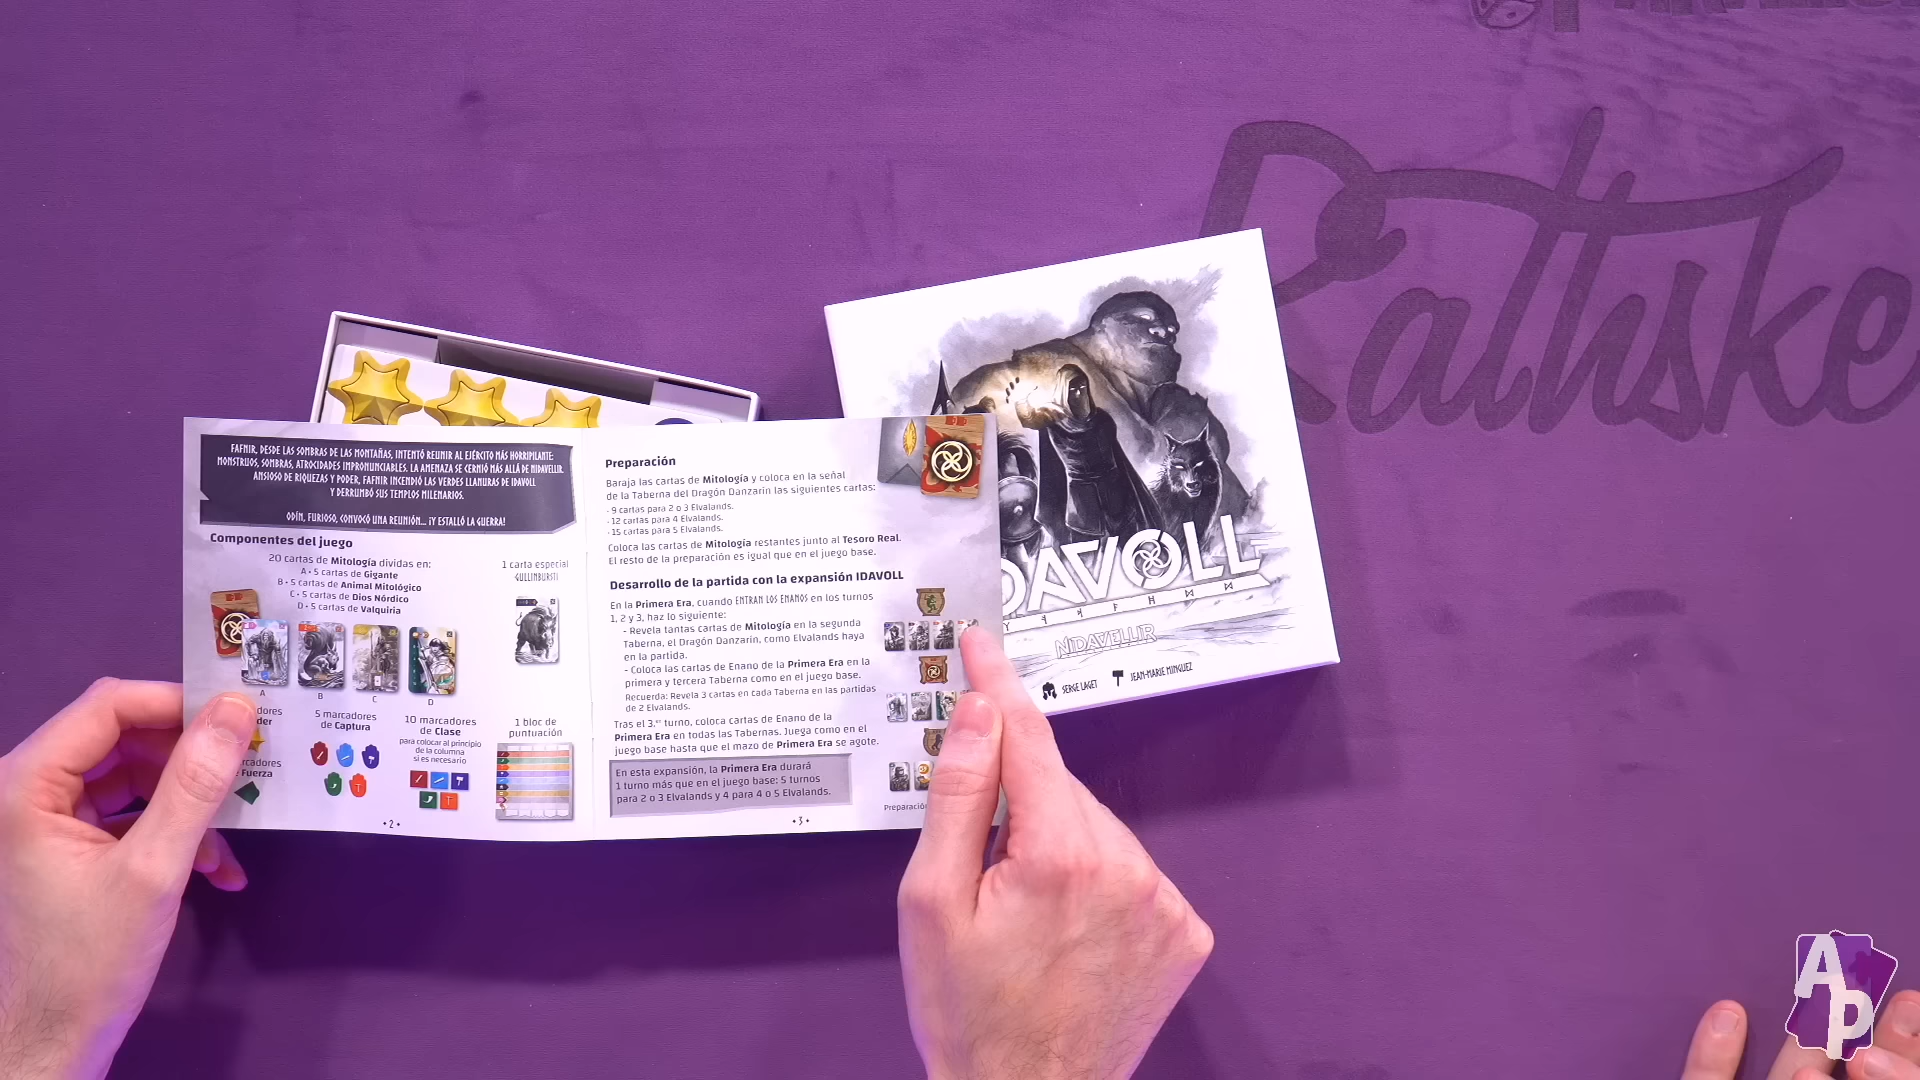 Rathske
FAFNIR, DESDE LAS SOMBRAS DE LAS MONTAÑAS, INTENTÓ REUNIR AL EJÉRCITO MÁS HORRIPILANTE:
MONSTRUOS, SOMBRAS, ATROCIDADES IMPRONUNCIABLES. LA AMENAZA SE CERNIÓ MÁS ALLÁ DE NIDAVELLIR.
ANSIOSO DE RIQUEZAS Y PODER, FAFNIR INCENDIÓ LAS VERDES LLANURAS DE IDAVOLL
Y DERRUMBÓ SUS TEMPLOS MILENARIOS.
ODÍN, FURIOSO, CONVOCÓ UNA REUNIÓN... ¡Y ESTALLÓ LA GUERRA!
Componentes del juego
20 cartas de Mitología dividas en:
A • 5 cartas de Gigante
B • 5 cartas de Animal Mitológico
C • 5 cartas de Dios Nórdico
D • 5 cartas de Valquiria
1 carta especial
GULLINBURSTI
A
B
C
D
5 marcadores
de Captura
10 marcadores
de Clase
para colocar al principio
de la columna
si es necesario
1 bloc de
puntuación
Fuerza
• 2 •
Preparación
Baraja las cartas de Mitología y coloca en la señal
de la Taberna del Dragón Danzarín las siguientes cartas:
- 9 cartas para 2 o 3 Elvalands.
- 12 cartas para 4 Elvalands.
- 15 cartas para 5 Elvalands.
Coloca las cartas de Mitología restantes junto al Tesoro Real.
El resto de la preparación es igual que en el juego base.
Desarrollo de la partida con la expansión IDAVOLL
En la Primera Era, cuando ENTRAN LOS ENANOS en los turnos
1, 2 y 3, haz lo siguiente:
- Revela tantas cartas de Mitología en la segunda
Taberna, el Dragón Danzarín, como Elvalands haya
en la partida.
- Coloca las cartas de Enano de la Primera Era en la
primera y tercera Taberna como en el juego base.
Recuerda: Revela 3 cartas en cada Taberna en las partidas
de 2 Elvalands.
Tras el 3.er turno, coloca cartas de Enano de la
Primera Era en todas las Tabernas. Juega como en el
juego base hasta que el mazo de Primera Era se agote.
En esta expansión, la Primera Era durará
1 turno más que en el juego base: 5 turnos
para 2 o 3 Elvalands y 4 para 4 o 5 Elvalands.
Preparación
• 3 •
IDAVOLL
NIDAVELLIR
SERGE LAGET
JEAN-MARIE MINGUEZ
AP